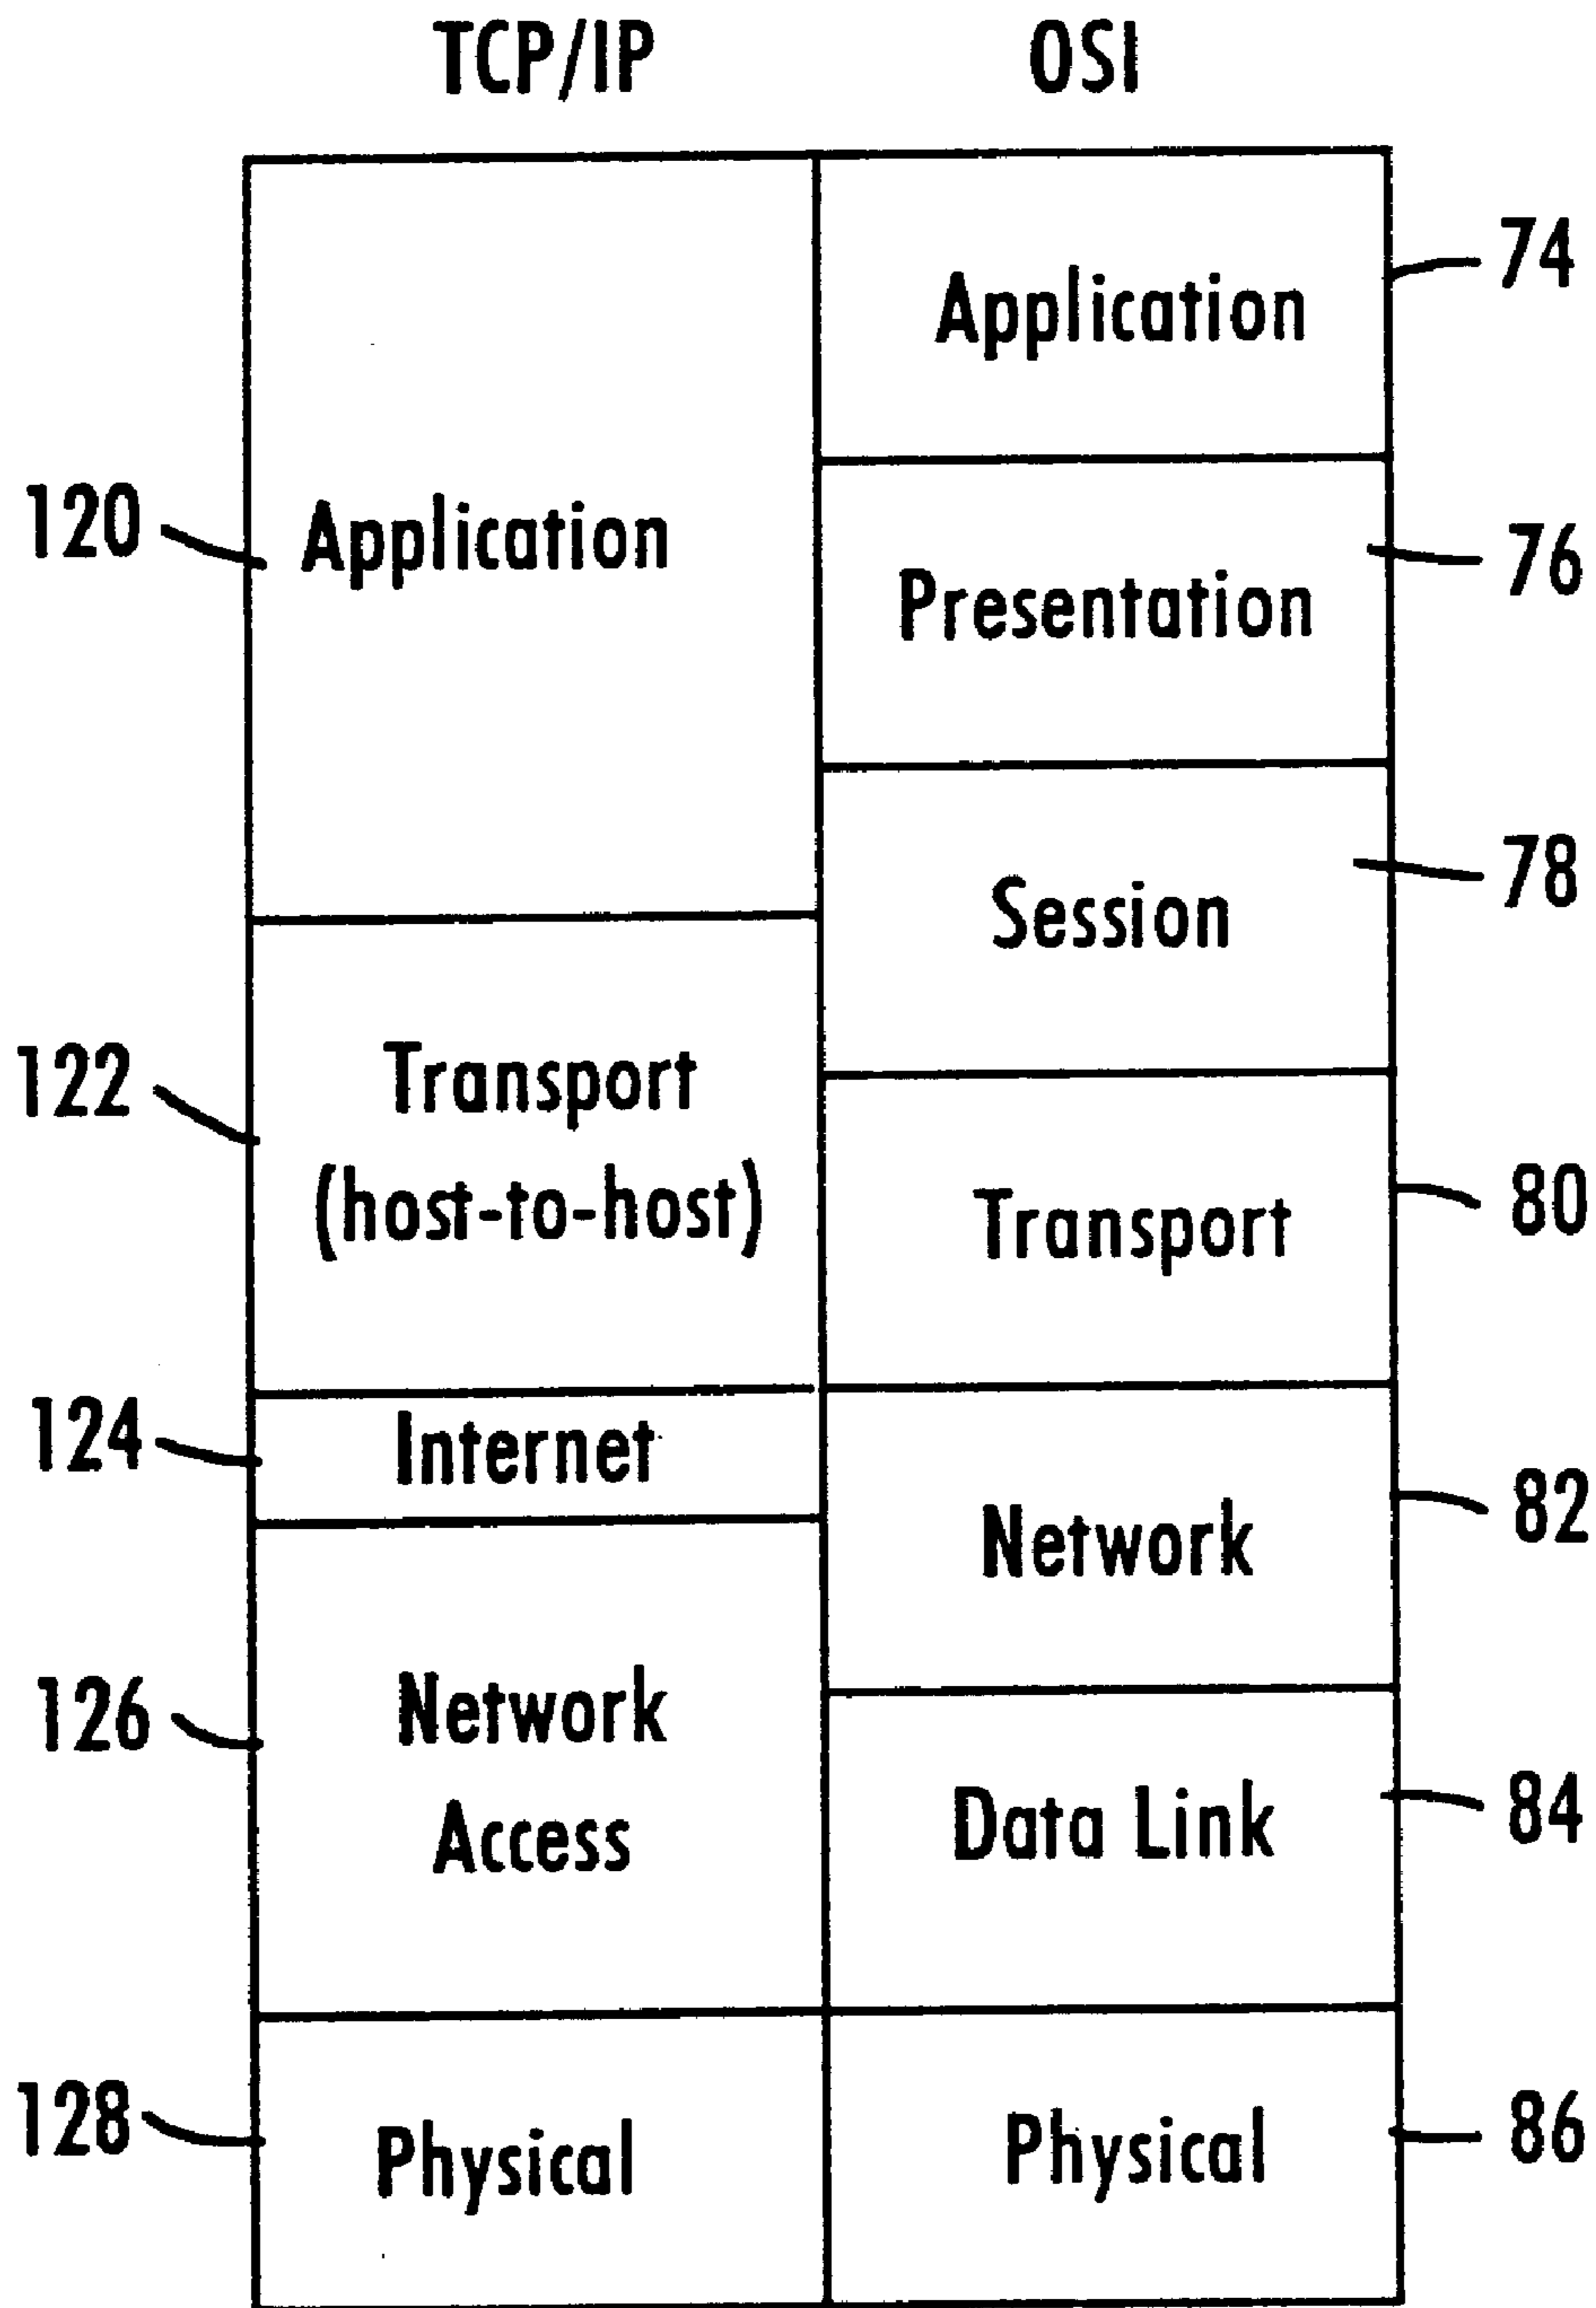 TCP/IP OSI
Application 74
120 Application
Presentation 76
Session 78
122 Transport
(host-to-host)
Transport 80
124 Internet
Network 82
126 Network
Access
Data Link 84
128 Physical
Physical 86